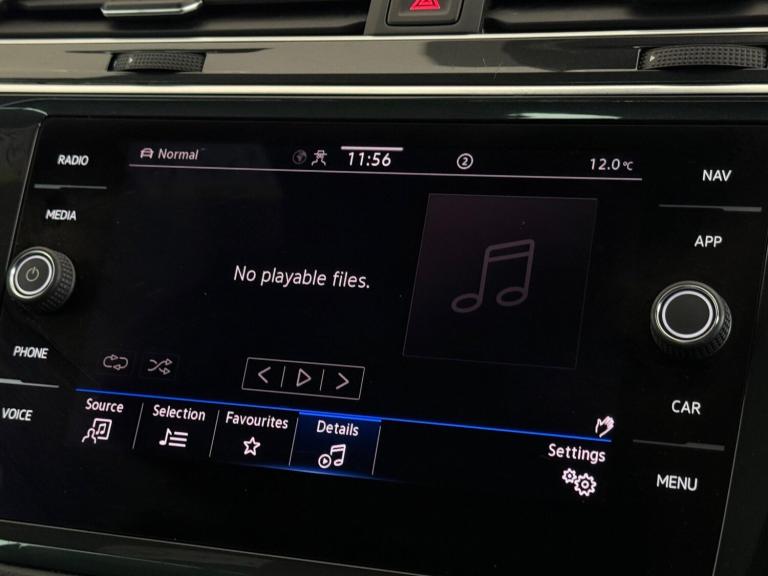 RADIO
MEDIA
PHONE
VOICE
Normal
11:56
2
12.0°C
No playable files.
Source
Selection
Favourites
Details
Settings
NAV
APP
CAR
MENU